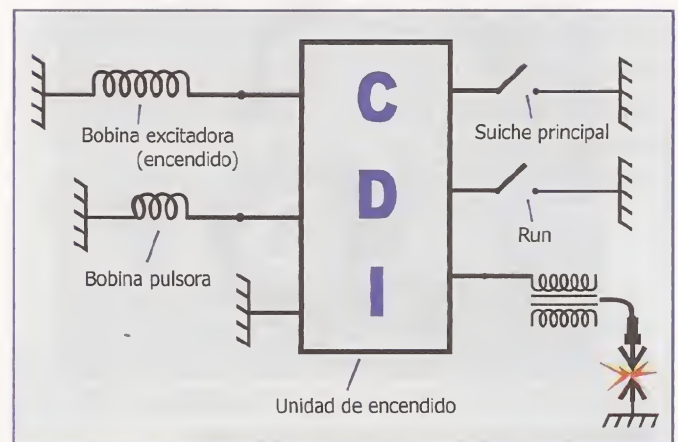 Bobina excitadora
(encendido)
Bobina pulsora
C
D
I
Suiche principal
Run
Unidad de encendido